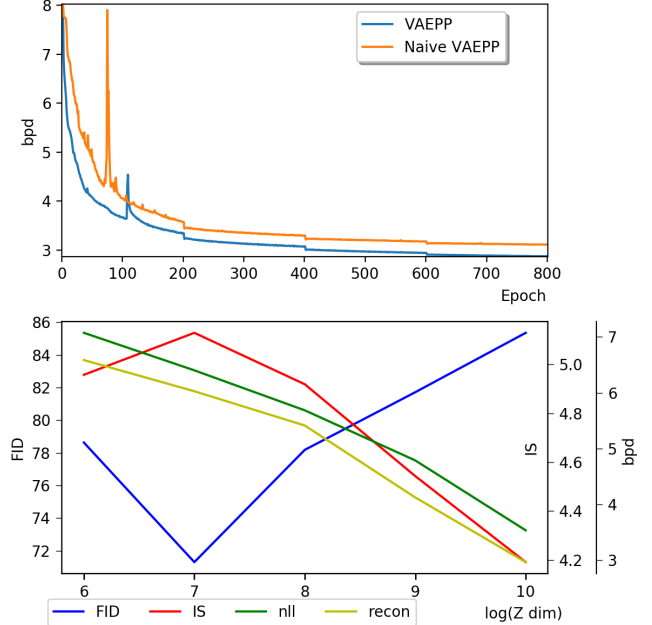 8
7
6
5
4
3
bpd
VAEPP
Naive VAEPP
0 100 200 300 400 500 600 700 800
Epoch
86
84
82
80
78
76
74
72
FID
5.0
4.8
4.6
4.4
4.2
IS
7
6
5
4
3
bpd
6 7 8 9 10
FID IS nll recon
log(Z dim)